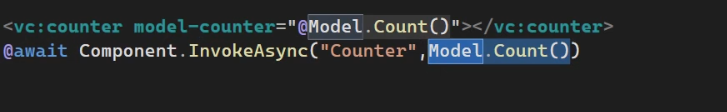 <vc:counter model-counter="@Model.Count()"></vc:counter>
@await Component.InvokeAsync("Counter",Model.Count())